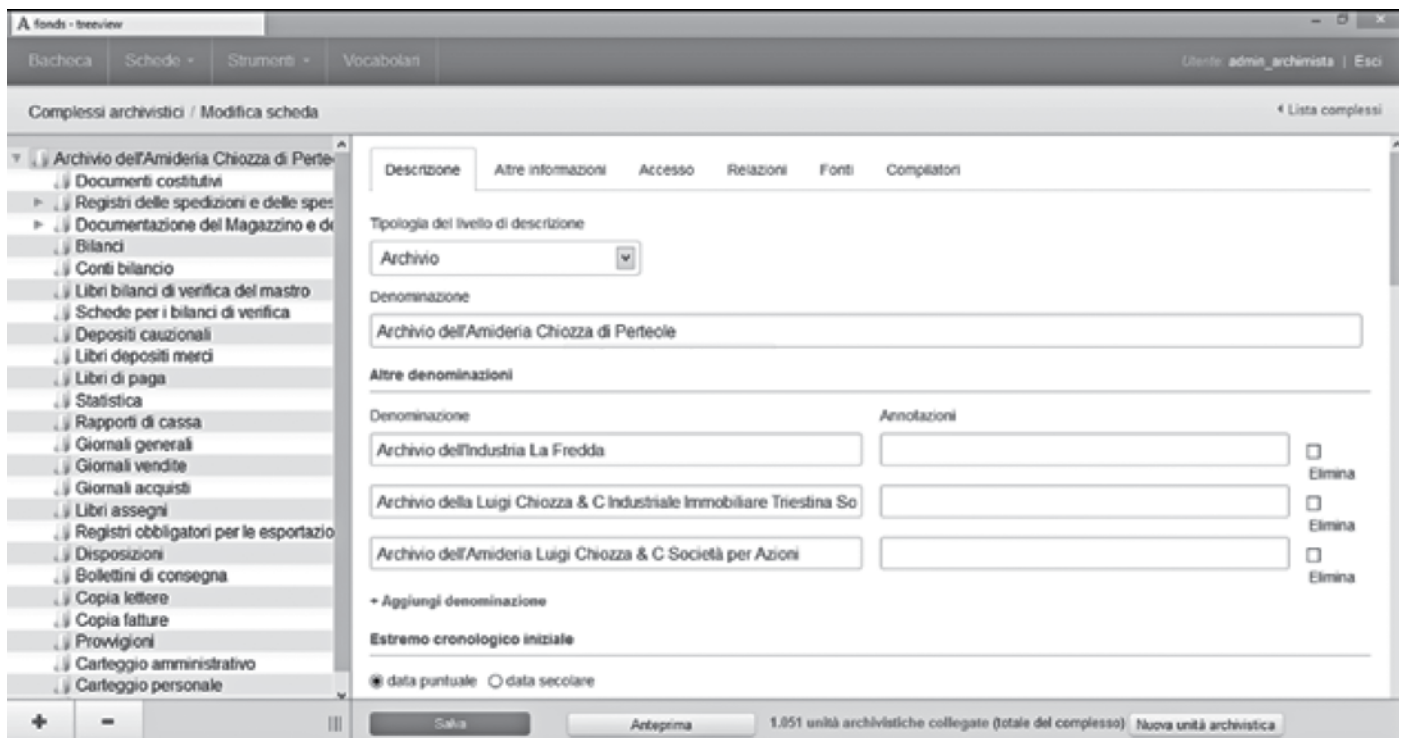 A fonds - treeview
Bacheca Schede Strumenti Vocabolari
Utente admin_archimista | Esci
Complessi archivistici / Modifica scheda
Lista complessi
Archivio dell'Amideria Chiozza di Perteo
Documenti costitutivi
Registri delle spedizioni e delle spes
Documentazione del Magazzino e de
Bilanci
Conti bilancio
Libri bilanci di verifica del mastro
Schede per i bilanci di verifica
Depositi cauzionali
Libri depositi merci
Libri di paga
Statistica
Rapporti di cassa
Giornali generali
Giornali vendite
Giornali acquisti
Libri assegni
Registri obbligatori per le esportazio
Disposizioni
Bollettini di consegna
Copia lettere
Copia fatture
Provvigioni
Carteggio amministrativo
Carteggio personale
+ -
Descrizione Altre informazioni Accesso Relazioni Fonti Compilatori
Tipologia del livello di descrizione
Archivio
Denominazione
Archivio dell'Amideria Chiozza di Perteole
Altre denominazioni
Denominazione Annotazioni
Archivio dell'Industria La Fredda
Elimina
Archivio della Luigi Chiozza & C Industriale Immobiliare Triestina So
Elimina
Archivio dell'Amideria Luigi Chiozza & C Società per Azioni
Elimina
+ Aggiungi denominazione
Estremo cronologico iniziale
data puntuale data secolare
Salva Anteprima 1.051 unità archivistiche collegate (totale del complesso) Nuova unità archivistica